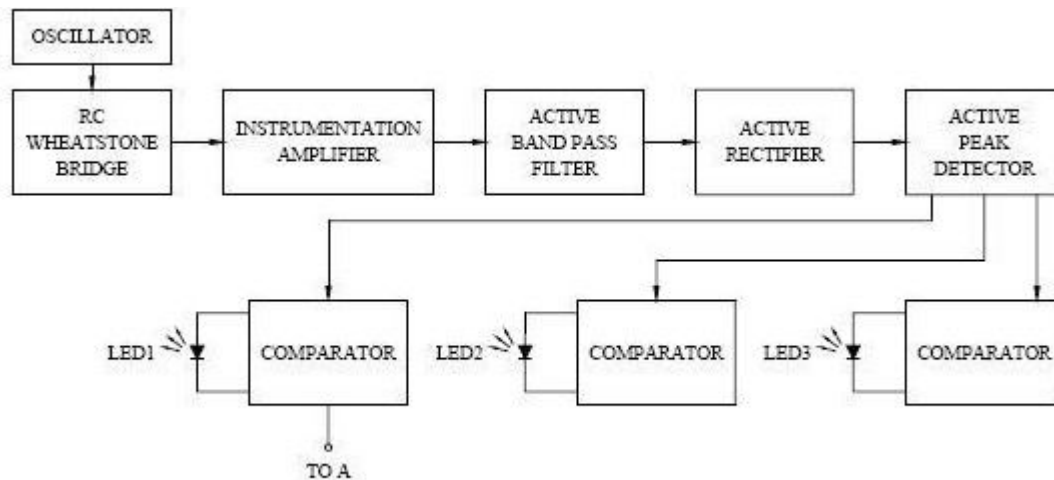 OSCILLATOR
RC
WHEATSTONE
BRIDGE
INSTRUMENTATION
AMPLIFIER
ACTIVE
BAND PASS
FILTER
ACTIVE
RECTIFIER
ACTIVE
PEAK
DETECTOR
LED1
COMPARATOR
LED2
COMPARATOR
LED3
COMPARATOR
TO A